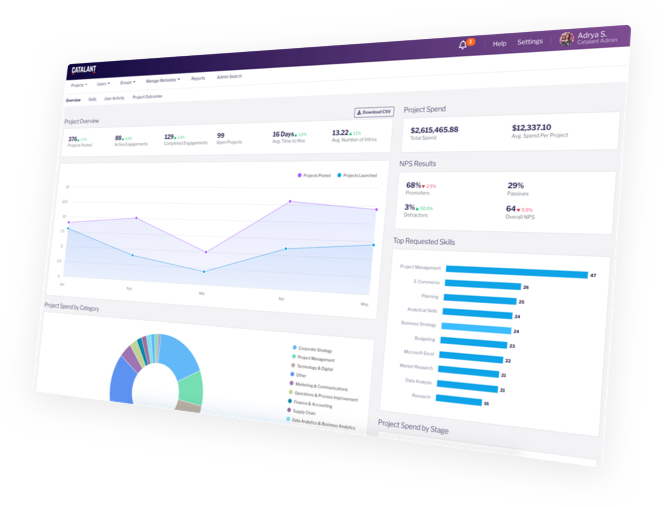 CATALANT
2
Help
Settings
Adrya S.
Catalant Admin
Projects
Users
Groups
Manage Metadata
Reports
Admin Search
Overview
Skills
User Activity
Project Outcomes
Project Overview
Download CSV
376
Projects Posted
88
Active Engagements
129
Completed Engagements
99
Open Projects
16 Days
Avg. Time to Hire
13.22
Avg. Number of Intros
Projects Posted
Projects Launched
Jan
Feb
Mar
Apr
May
Project Spend by Category
Corporate Strategy
Project Management
Technology & Digital
Other
Marketing & Communications
Operations & Process Improvement
Finance & Accounting
Supply Chain
Data Analytics & Business Analytics
Project Spend
$2,615,465.88
Total Spend
$12,337.10
Avg. Spend Per Project
NPS Results
68% 2.9%
Promoters
29%
Passives
3%
Detractors
64
Overall NPS
Top Requested Skills
Project Management 47
E-Commerce 26
Planning 25
Analytical Skills 24
Business Strategy 24
Budgeting 23
Microsoft Excel 22
Market Research 21
Data Analysis 21
Research 16
Project Spend by Stage